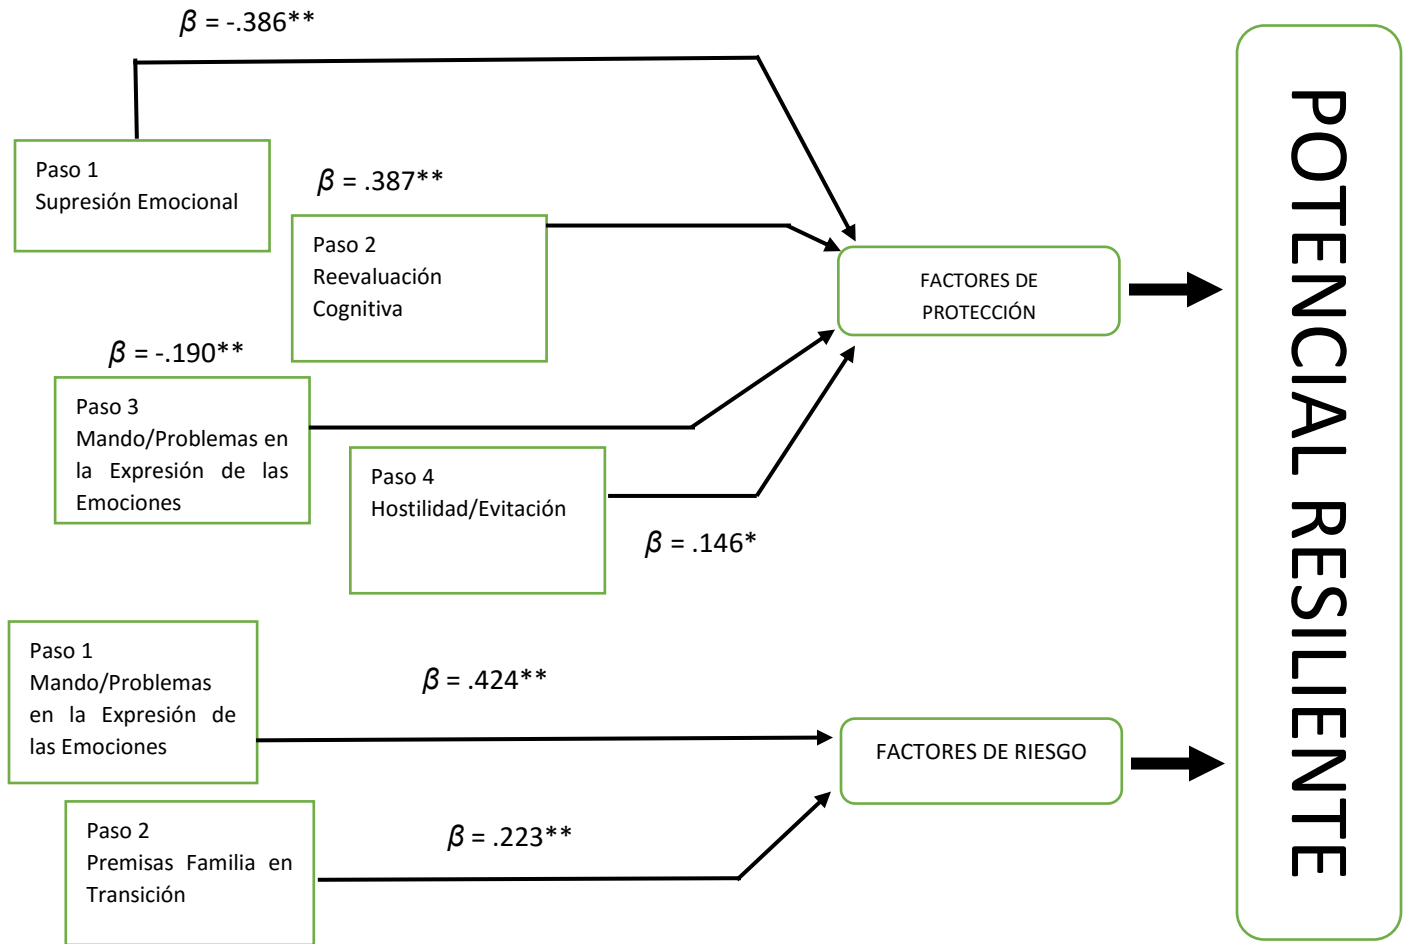 β = -.386**
Paso 1
Supresión Emocional
β = .387**
Paso 2
Reevaluación
Cognitiva
FACTORES DE
PROTECCIÓN
β = -.190**
Paso 3
Mando/Problemas en
la Expresión de las
Emociones
Paso 4
Hostilidad/Evitación
β = .146*
Paso 1
Mando/Problemas
en la Expresión de
las Emociones
β = .424**
FACTORES DE RIESGO
Paso 2
Premisas Familia en
Transición
β = .223**
POTENCIAL RESILIENTE